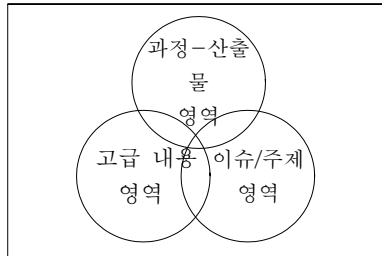 과정-산출
물
영역
고급 내용 이슈/주제
영역 영역